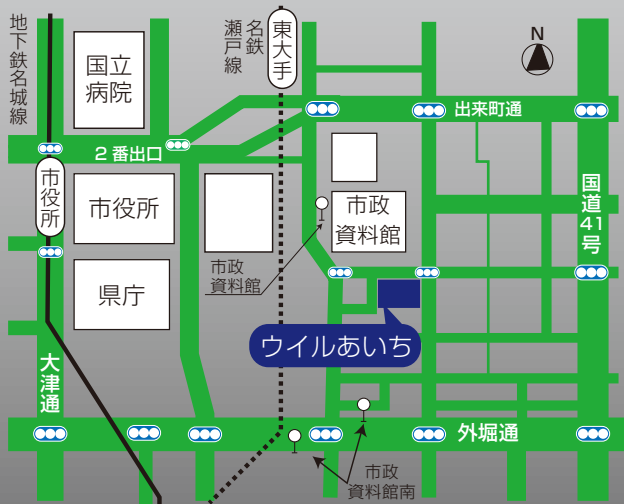 地下鉄名城線
国立
病院
名鉄
瀬戸線
東大手
N
出来町通
2番出口
市役所
市役所
県庁
市政
資料館
市政
資料館
国道41号
ウイルあいち
大津通
外堀通
市政
資料館南